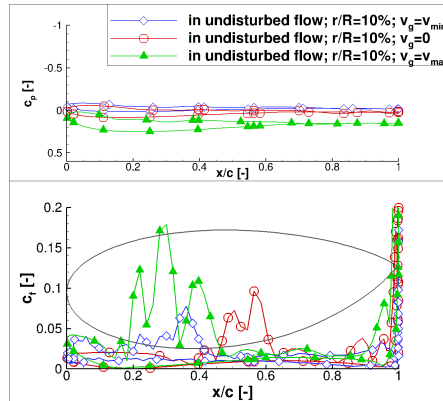 in undisturbed flow; r/R=10%; v_g=v_min
in undisturbed flow; r/R=10%; v_g=0
in undisturbed flow; r/R=10%; v_g=v_max
c_p [-]
-0.5
0
0.5
0 0.2 0.4 0.6 0.8 1
x/c [-]
c_f [-]
0.2
0.15
0.1
0.05
0
0 0.2 0.4 0.6 0.8 1
x/c [-]